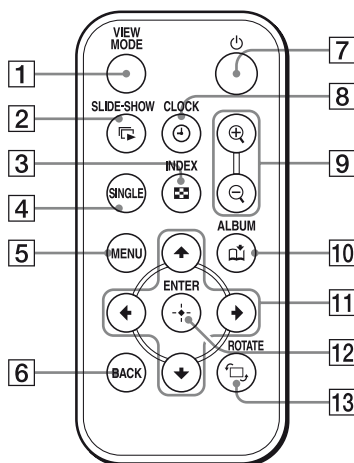 VIEW
MODE
1
7
8
SLIDE-SHOW CLOCK
2
3
INDEX
9
4
SINGLE
ALBUM
5
MENU
10
ENTER
11
12
6
BACK
ROTATE
13